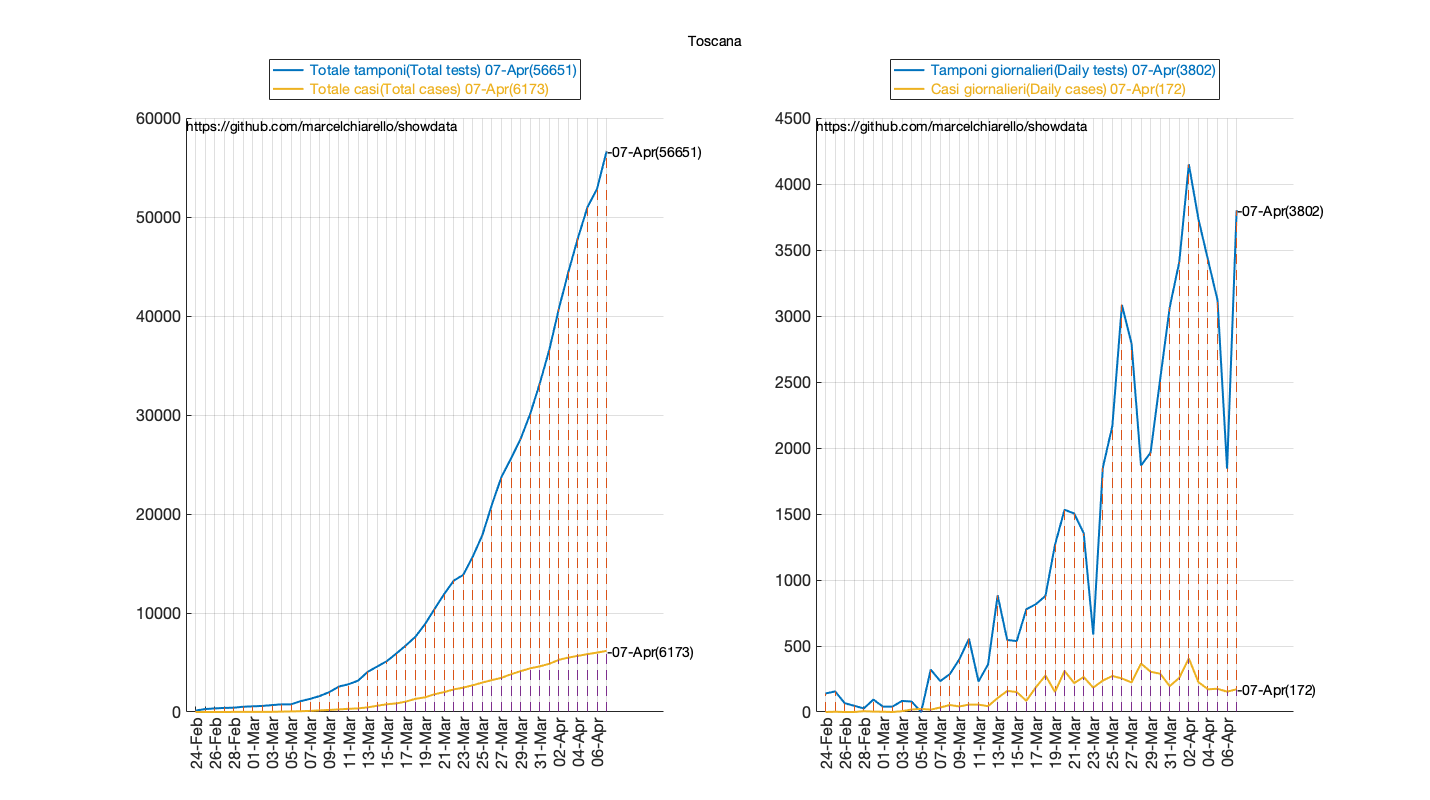 Toscana
Totale tamponi(Total tests) 07-Apr(56651)
Totale casi(Total cases) 07-Apr(6173)
60000
50000
40000
30000
20000
10000
0
https://github.com/marcelchiarello/showdata
-07-Apr(56651)
-07-Apr(6173)
24-Feb
26-Feb
28-Feb
01-Mar
03-Mar
05-Mar
07-Mar
09-Mar
11-Mar
13-Mar
15-Mar
17-Mar
19-Mar
21-Mar
23-Mar
25-Mar
27-Mar
29-Mar
31-Mar
02-Apr
04-Apr
06-Apr
Tamponi giornalieri(Daily tests) 07-Apr(3802)
Casi giornalieri(Daily cases) 07-Apr(172)
4500
4000
3500
3000
2500
2000
1500
1000
500
0
https://github.com/marcelchiarello/showdata
-07-Apr(3802)
-07-Apr(172)
24-Feb
26-Feb
28-Feb
01-Mar
03-Mar
05-Mar
07-Mar
09-Mar
11-Mar
13-Mar
15-Mar
17-Mar
19-Mar
21-Mar
23-Mar
25-Mar
27-Mar
29-Mar
31-Mar
02-Apr
04-Apr
06-Apr